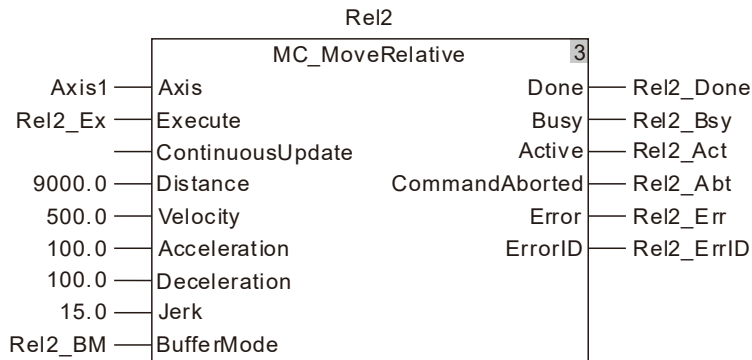 Rel2
MC_MoveRelative 3
Axis1 Axis Done Rel2_Done
Rel2_Ex Execute Busy Rel2_Bsy
ContinuousUpdate Active Rel2_Act
9000.0 Distance CommandAborted Rel2_Abt
500.0 Velocity Error Rel2_Err
100.0 Acceleration ErrorID Rel2_ErrID
100.0 Deceleration
15.0 Jerk
Rel2_BM BufferMode